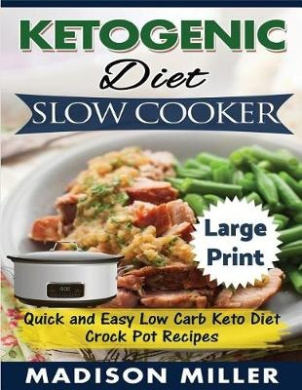 KETOGENIC
Diet
SLOW COOKER
Large
Print
Quick and Easy Low Carb Keto Diet
Crock Pot Recipes
MADISON MILLER